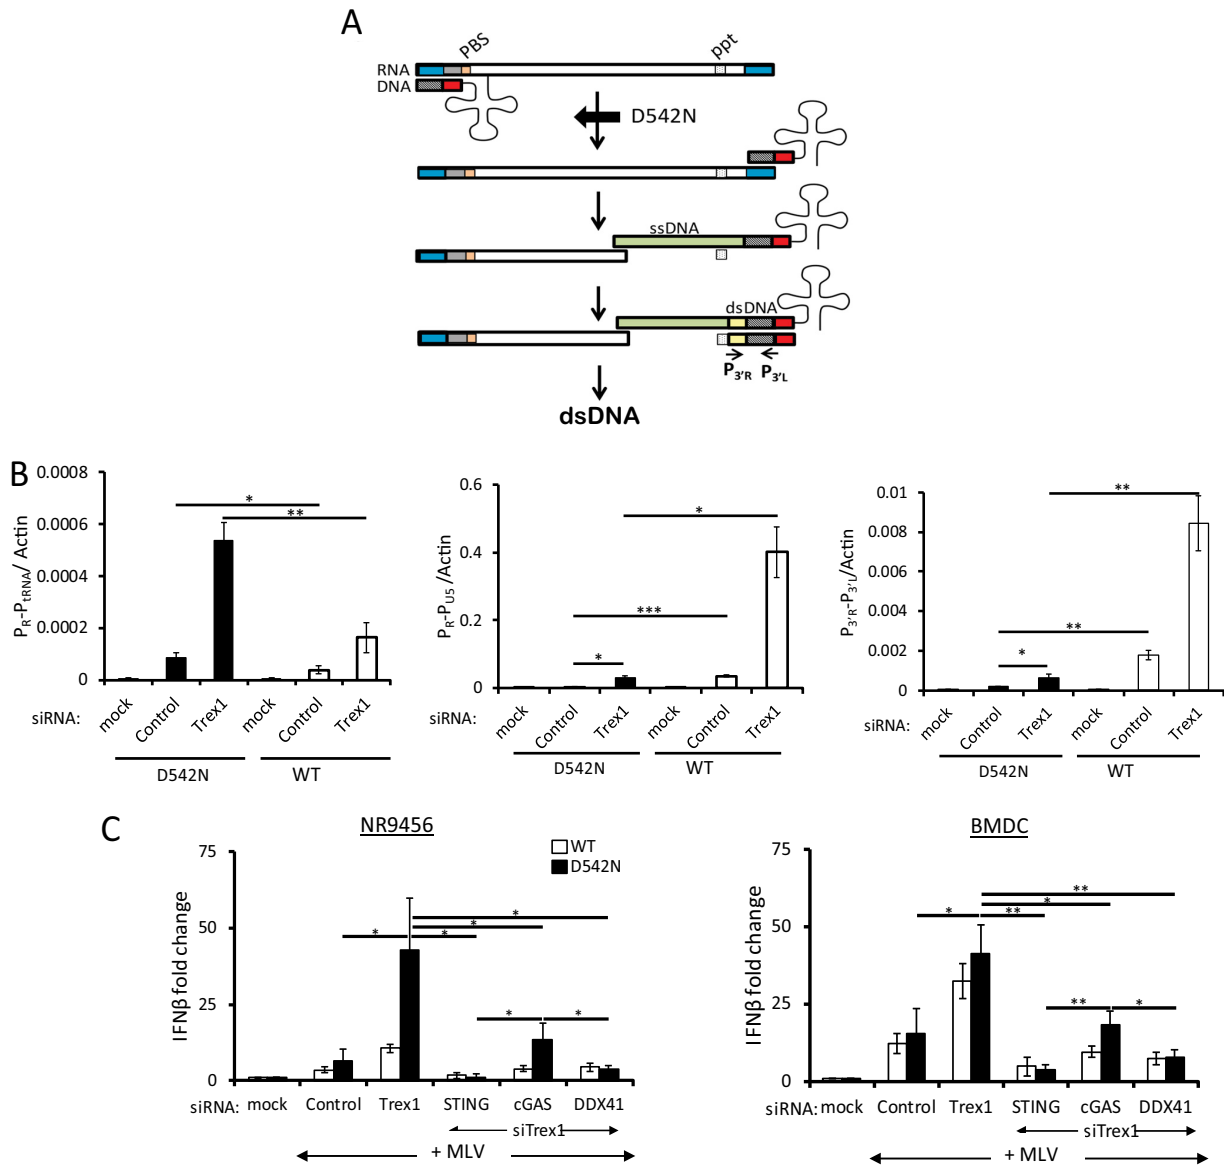 A
PBS
ppt
RNA
DNA
D542N
ssDNA
dsDNA
P3'R P3'L
dsDNA
B
PR-PtRNA/ Actin
0.0008
0.0006
0.0004
0.0002
0
*
**
siRNA: mock Control Trex1 mock Control Trex1
D542N WT
PR-PU5 /Actin
0.6
0.4
0.2
0
*
***
*
siRNA: mock Control Trex1 mock Control Trex1
D542N WT
P3'R-P3'L/Actin
0.01
0.008
0.006
0.004
0.002
0
**
**
*
siRNA: mock Control Trex1 mock Control Trex1
D542N WT
C
NR9456
WT
D542N
IFNβ fold change
75
50
25
0
*
*
* *
* *
siRNA: mock Control Trex1 STING cGAS DDX41
siTrex1
+ MLV
BMDC
IFNβ fold change
75
50
25
0
**
*
* **
** *
siRNA: mock Control Trex1 STING cGAS DDX41
siTrex1
+ MLV